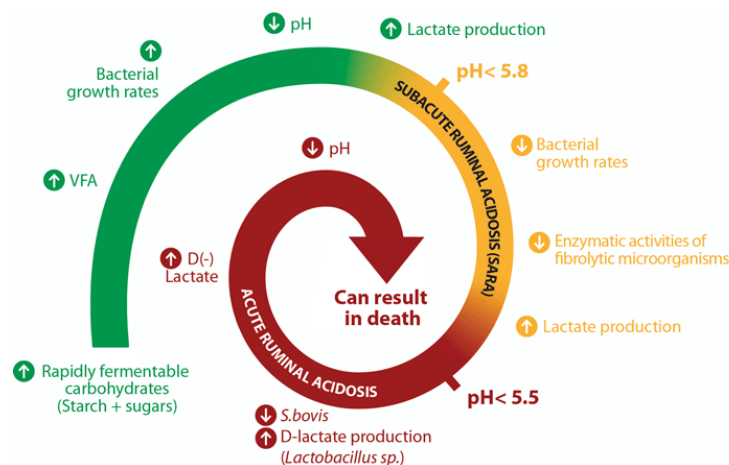 pH
Lactate production
Bacterial
growth rates
pH< 5.8
SUBACUTE RUMINAL ACIDOSIS (SARA)
VFA
pH
Bacterial
growth rates
D(-)
Lactate
Enzymatic activities of
fibrolytic microorganisms
Can result
in death
Lactate production
ACUTE RUMINAL ACIDOSIS
Rapidly fermentable
carbohydrates
(Starch + sugars)
pH< 5.5
S.bovis
D-lactate production
(Lactobacillus sp.)